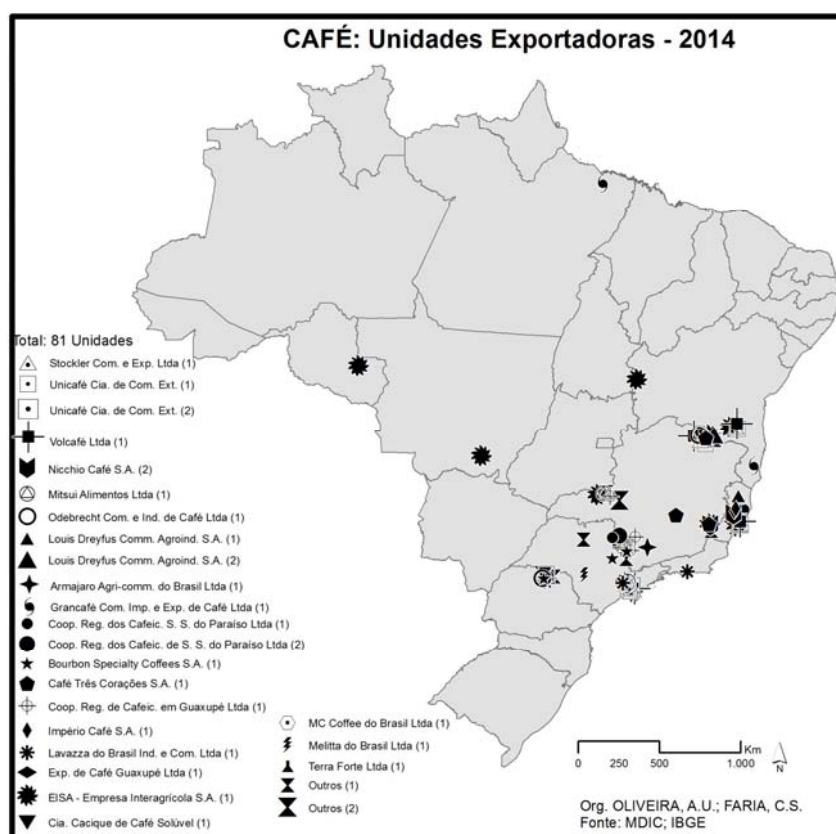 CAFÉ: Unidades Exportadoras - 2014
Total: 81 Unidades
Stockler Com. e Exp. Ltda (1)
Unicafé Cia. de Com. Ext. (1)
Unicafé Cia. de Com. Ext. (2)
Volcafé Ltda (1)
Nicchio Café S.A. (2)
Mitsui Alimentos Ltda (1)
Odebrecht Com. e Ind. de Café Ltda (1)
Louis Dreyfus Comm. Agroind. S.A. (1)
Louis Dreyfus Comm. Agroind. S.A. (2)
Armajaro Agri-comm. do Brasil Ltda (1)
Grancafé Com. Imp. e Exp. de Café Ltda (1)
Coop. Reg. dos Cafeic. S. S. do Paraíso Ltda (1)
Coop. Reg. dos Cafeic. de S. S. do Paraíso Ltda (2)
Bourbon Specialty Coffees S.A. (1)
Café Três Corações S.A. (1)
Coop. Reg. de Cafeic. em Guaxupé Ltda (1)
Império Café S.A. (1)
Lavazza do Brasil Ind. e Com. Ltda (1)
Exp. de Café Guaxupé Ltda (1)
EISA - Empresa Interagrícola S.A. (1)
Cia. Cacique de Café Solúvel (1)
MC Coffee do Brasil Ltda (1)
Melitta do Brasil Ltda (1)
Terra Forte Ltda (1)
Outros (1)
Outros (2)
Km
0 250 500 1.000
N
Org. OLIVEIRA, A.U.; FARIA, C.S.
Fonte: MDIC; IBGE